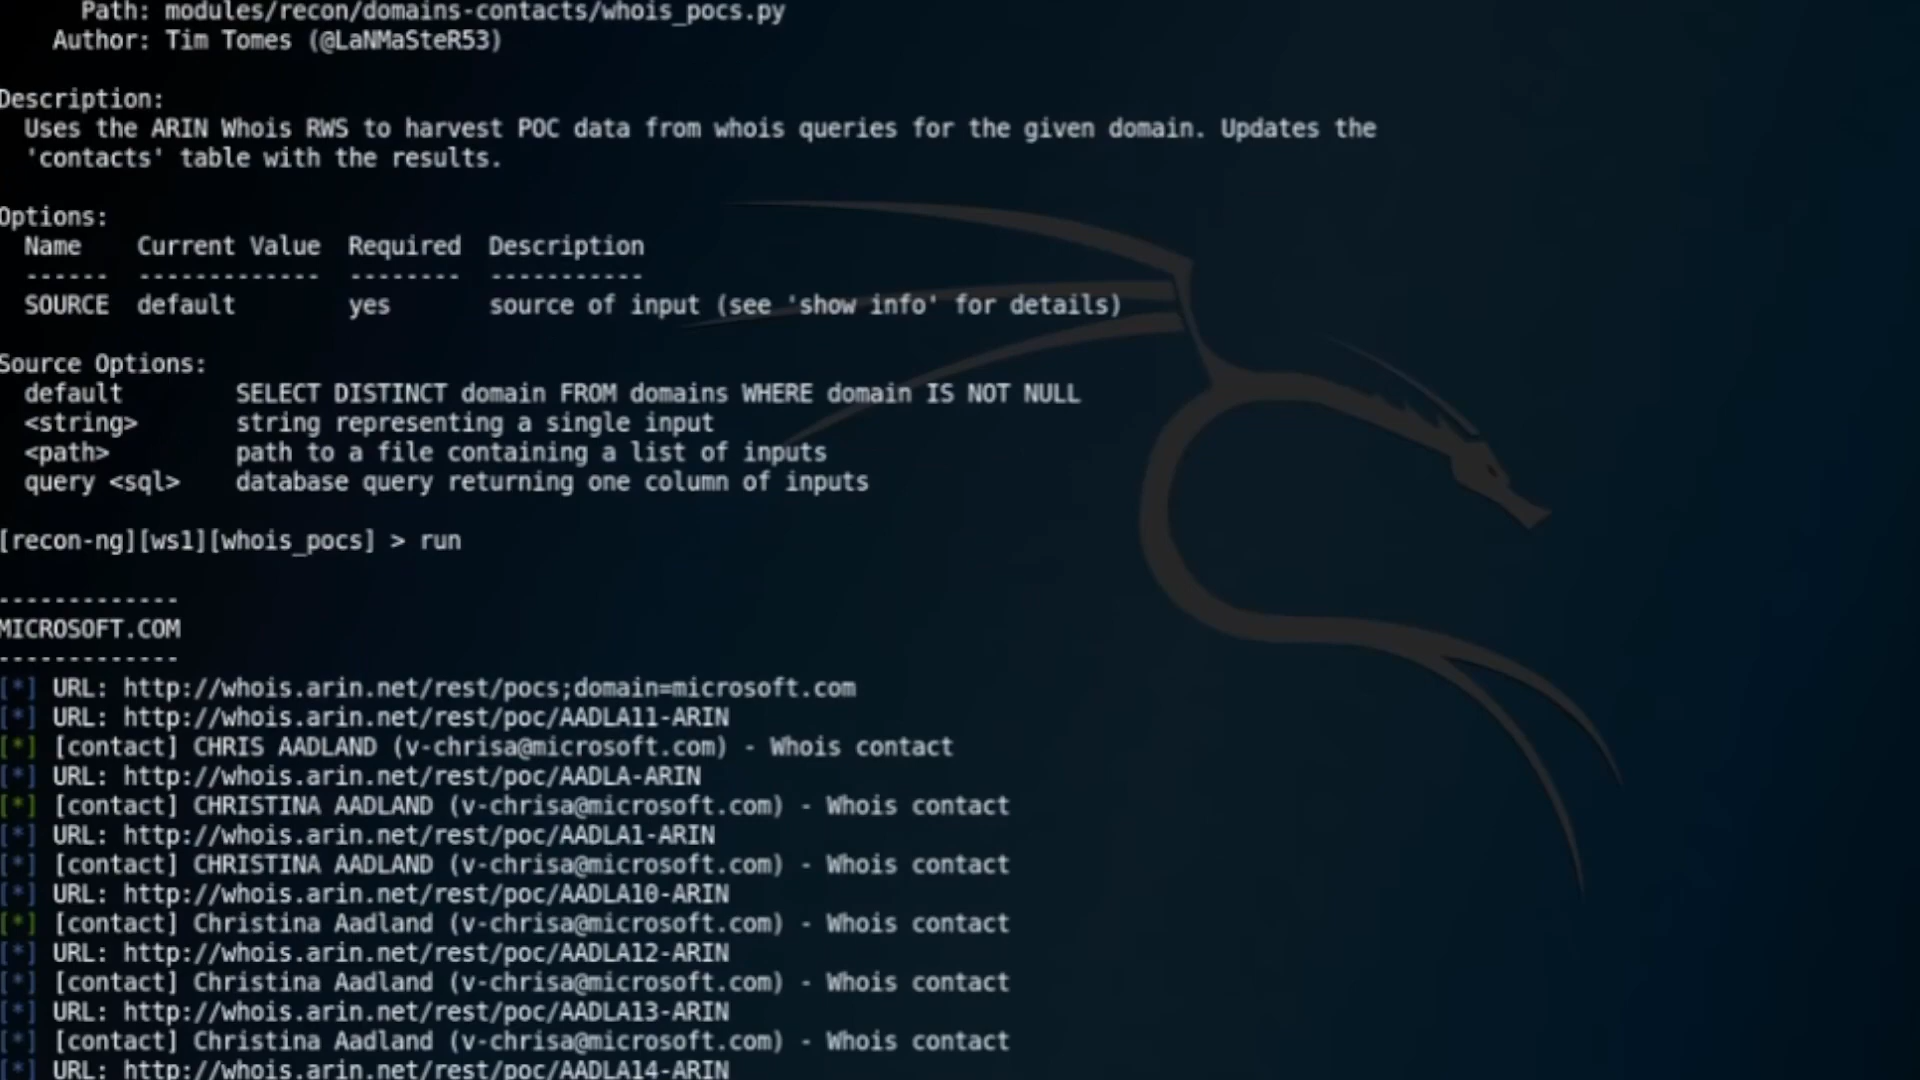 Path: modules/recon/domains-contacts/whois_pocs.py
Author: Tim Tomes (@LaNMaSteR53)
Description:
Uses the ARIN Whois RWS to harvest POC data from whois queries for the given domain. Updates the
'contacts' table with the results.
Options:
Name Current Value Required Description
------ ------------- -------- -----------
SOURCE default yes source of input (see 'show info' for details)
Source Options:
default SELECT DISTINCT domain FROM domains WHERE domain IS NOT NULL
<string> string representing a single input
<path> path to a file containing a list of inputs
query <sql> database query returning one column of inputs
[recon-ng][ws1][whois_pocs] > run
-------------
MICROSOFT.COM
-------------
[*] URL: http://whois.arin.net/rest/pocs;domain=microsoft.com
[*] URL: http://whois.arin.net/rest/poc/AADLA11-ARIN
[*] [contact] CHRIS AADLAND (v-chrisa@microsoft.com) - Whois contact
[*] URL: http://whois.arin.net/rest/poc/AADLA-ARIN
[*] [contact] CHRISTINA AADLAND (v-chrisa@microsoft.com) - Whois contact
[*] URL: http://whois.arin.net/rest/poc/AADLA1-ARIN
[*] [contact] CHRISTINA AADLAND (v-chrisa@microsoft.com) - Whois contact
[*] URL: http://whois.arin.net/rest/poc/AADLA10-ARIN
[*] [contact] Christina Aadland (v-chrisa@microsoft.com) - Whois contact
[*] URL: http://whois.arin.net/rest/poc/AADLA12-ARIN
[*] [contact] Christina Aadland (v-chrisa@microsoft.com) - Whois contact
[*] URL: http://whois.arin.net/rest/poc/AADLA13-ARIN
[*] [contact] Christina Aadland (v-chrisa@microsoft.com) - Whois contact
[*] URL: http://whois.arin.net/rest/poc/AADLA14-ARIN